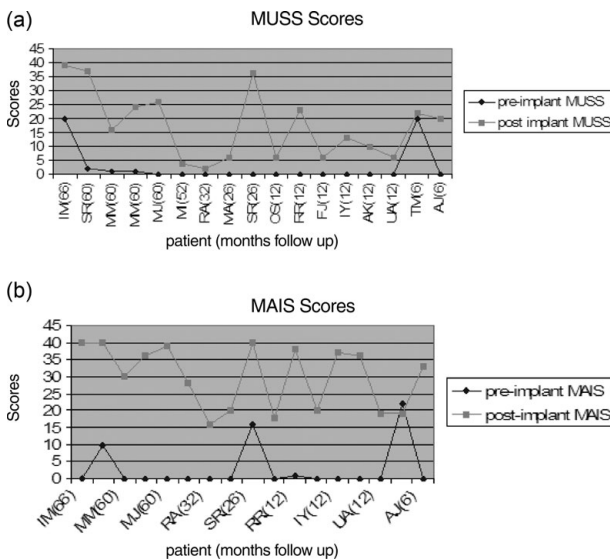 (a)
MUSS Scores
45
40
35
30
25
20
15
10
5
0
Scores
IM(66)
SR(60)
MM(60)
MM(60)
MJ(60)
MI(52)
RA(32)
MA(26)
SR(26)
OS(12)
RR(12)
FJ(12)
IY(12)
AK(12)
UA(12)
TM(6)
AJ(6)
patient (months follow up)
pre-implant MUSS
post implant MUSS
(b)
MAIS Scores
45
40
35
30
25
20
15
10
5
0
Scores
IM(66)
MM(60)
MJ(60)
RA(32)
SR(26)
RR(12)
IY(12)
UA(12)
AJ(6)
patient (months follow up)
pre-implant MAIS
post-implant MAIS